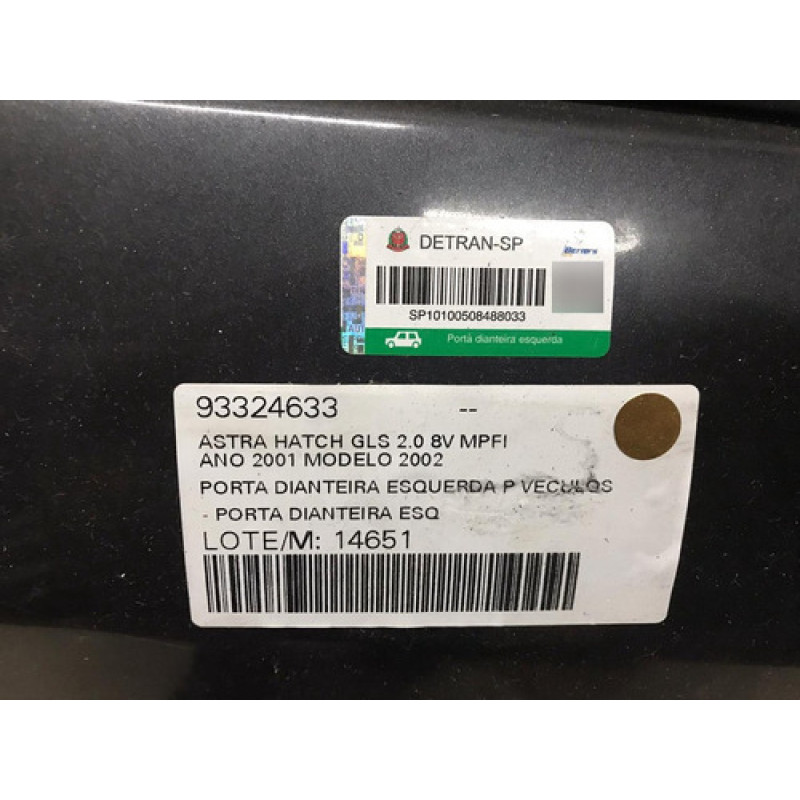 DETRAN-SP
SP10100508488033
Porta dianteira esquerda
93324633 --
ASTRA HATCH GLS 2.0 8V MPFI
ANO 2001 MODELO 2002
PORTA DIANTEIRA ESQUERDA P VECULOS
- PORTA DIANTEIRA ESQ
LOTE/M: 14651